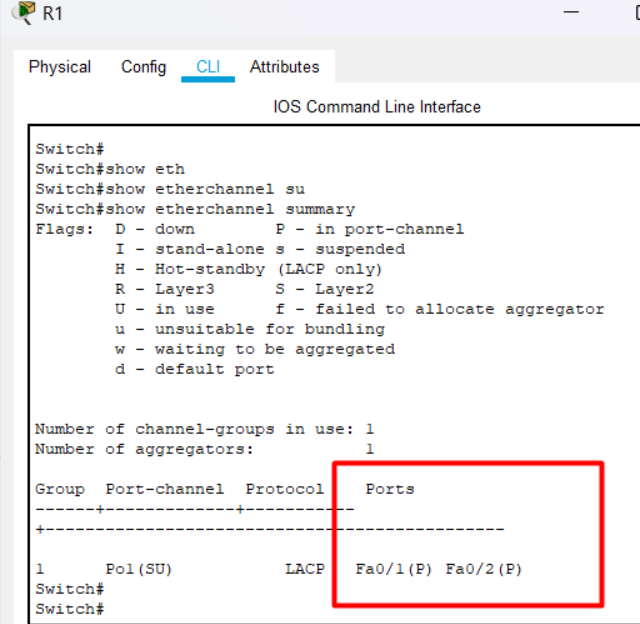 R1
Physical Config CLI Attributes
IOS Command Line Interface
Switch#
Switch#show eth
Switch#show etherchannel su
Switch#show etherchannel summary
Flags:  D - down        P - in port-channel
        I - stand-alone s - suspended
        H - Hot-standby (LACP only)
        R - Layer3      S - Layer2
        U - in use      f - failed to allocate aggregator
        u - unsuitable for bundling
        w - waiting to be aggregated
        d - default port
Number of channel-groups in use: 1
Number of aggregators:           1
Group  Port-channel  Protocol    Ports
------+-------------+-----------
+----------------------------------------------
1      Po1(SU)           LACP   Fa0/1(P) Fa0/2(P)
Switch#
Switch#